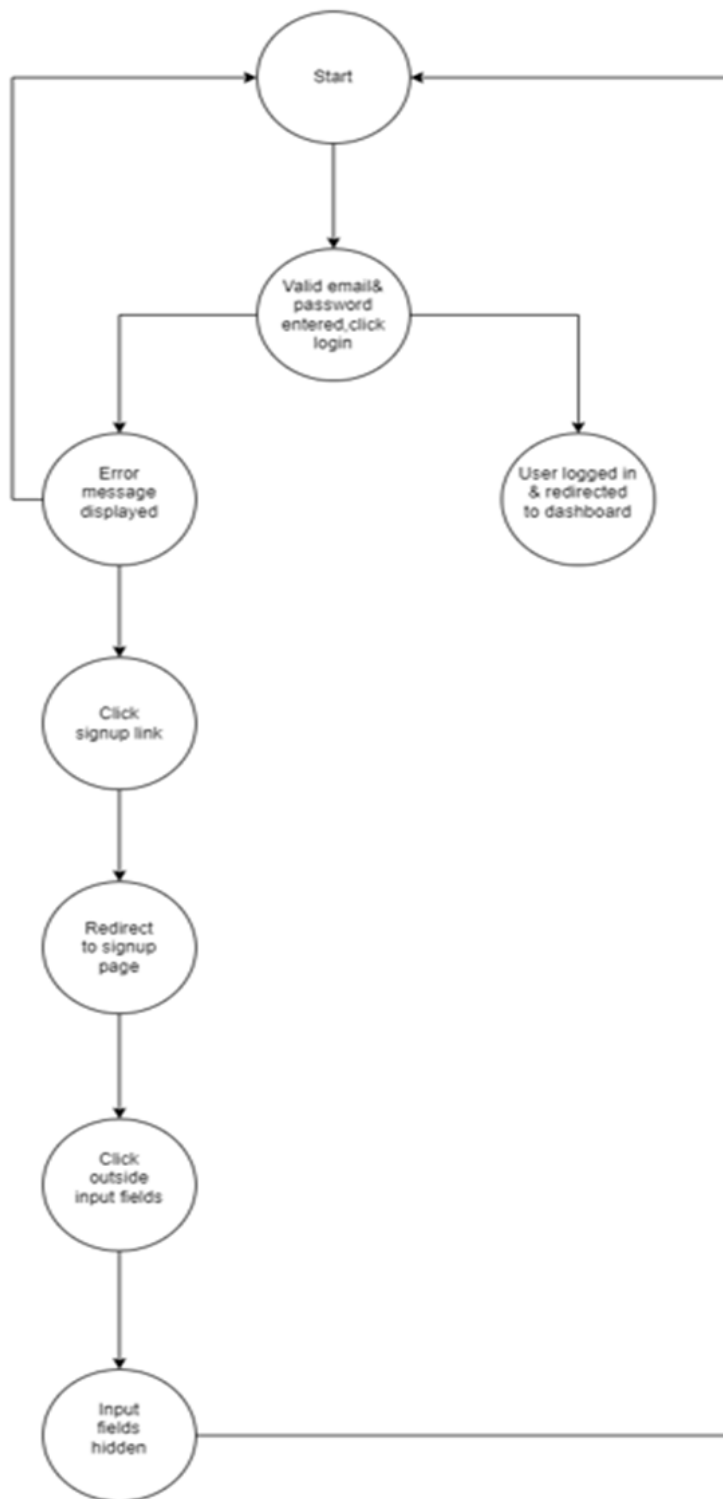 Start
Valid email&
password
entered,click
login
Error
message
displayed
User logged in
& redirected
to dashboard
Click
signup link
Redirect
to signup
page
Click
outside
input fields
Input
fields
hidden